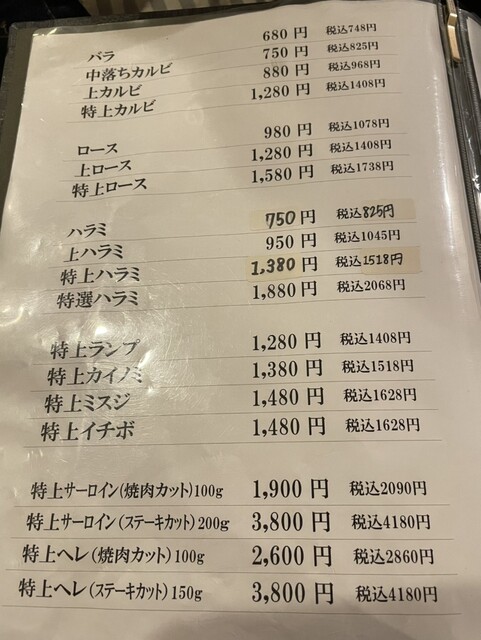 バラ 680円 税込748円
中落ちカルビ 750円 税込825円
上カルビ 880円 税込968円
特上カルビ 1,280円 税込1408円
ロース 980円 税込1078円
上ロース 1,280円 税込1408円
特上ロース 1,580円 税込1738円
ハラミ 750円 税込825円
上ハラミ 950円 税込1045円
特上ハラミ 1,380円 税込1518円
特選ハラミ 1,880円 税込2068円
特上ランプ 1,280円 税込1408円
特上カイノミ 1,380円 税込1518円
特上ミスジ 1,480円 税込1628円
特上イチボ 1,480円 税込1628円
特上サーロイン(焼肉カット)100g 1,900円 税込2090円
特上サーロイン(ステーキカット)200g 3,800円 税込4180円
特上ヘレ(焼肉カット)100g 2,600円 税込2860円
特上ヘレ(ステーキカット)150g 3,800円 税込4180円